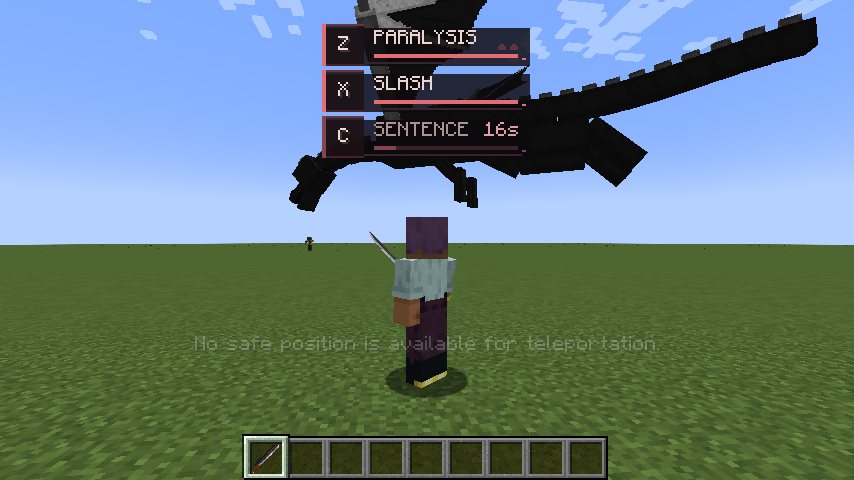 Z PARALYSIS
X SLASH
C SENTENCE 16s
No safe position is available for teleportation.